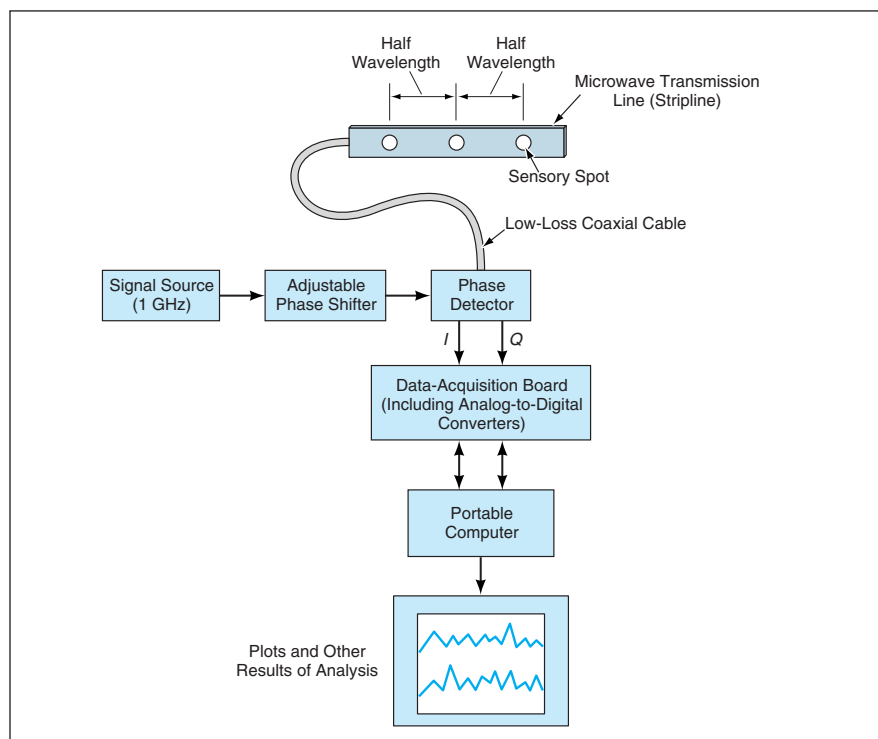 Half
Wavelength
Half
Wavelength
Microwave Transmission
Line (Stripline)
Sensory Spot
Low-Loss Coaxial Cable
Signal Source
(1 GHz)
Adjustable
Phase Shifter
Phase
Detector
I
Q
Data-Acquisition Board
(Including Analog-to-Digital
Converters)
Portable
Computer
Plots and Other
Results of Analysis